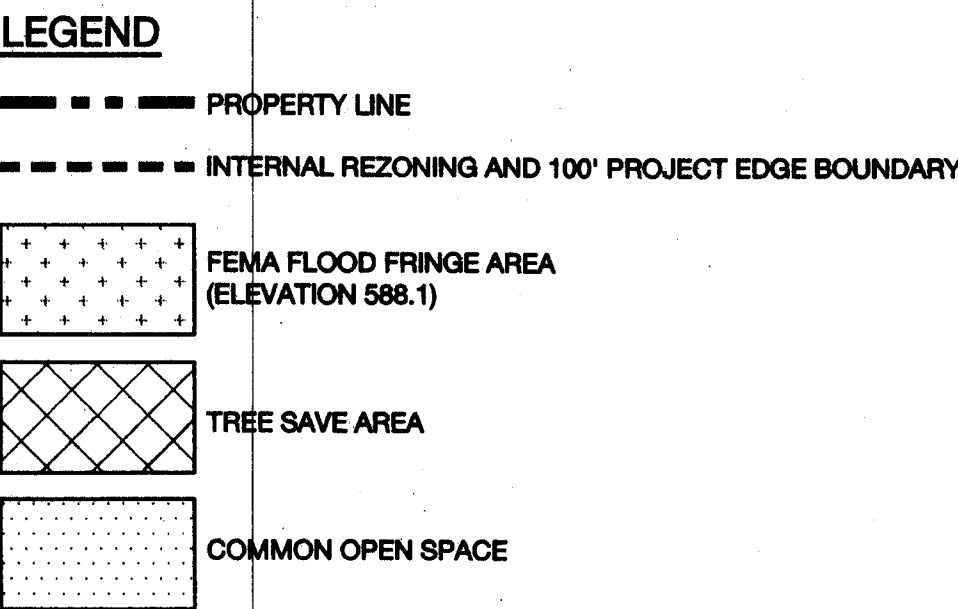 LEGEND
PROPERTY LINE
INTERNAL REZONING AND 100' PROJECT EDGE BOUNDARY
FEMA FLOOD FRINGE AREA
(ELEVATION 588.1)
TREE SAVE AREA
COMMON OPEN SPACE